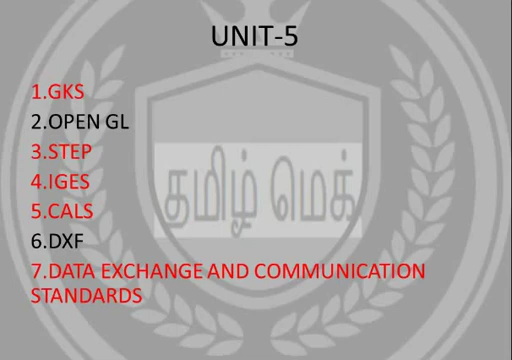 UNIT-5
1.GKS
2.OPEN GL
3.STEP
4.IGES
5.CALS
6.DXF
7.DATA EXCHANGE AND COMMUNICATION
STANDARDS
தமிழ் மெக்